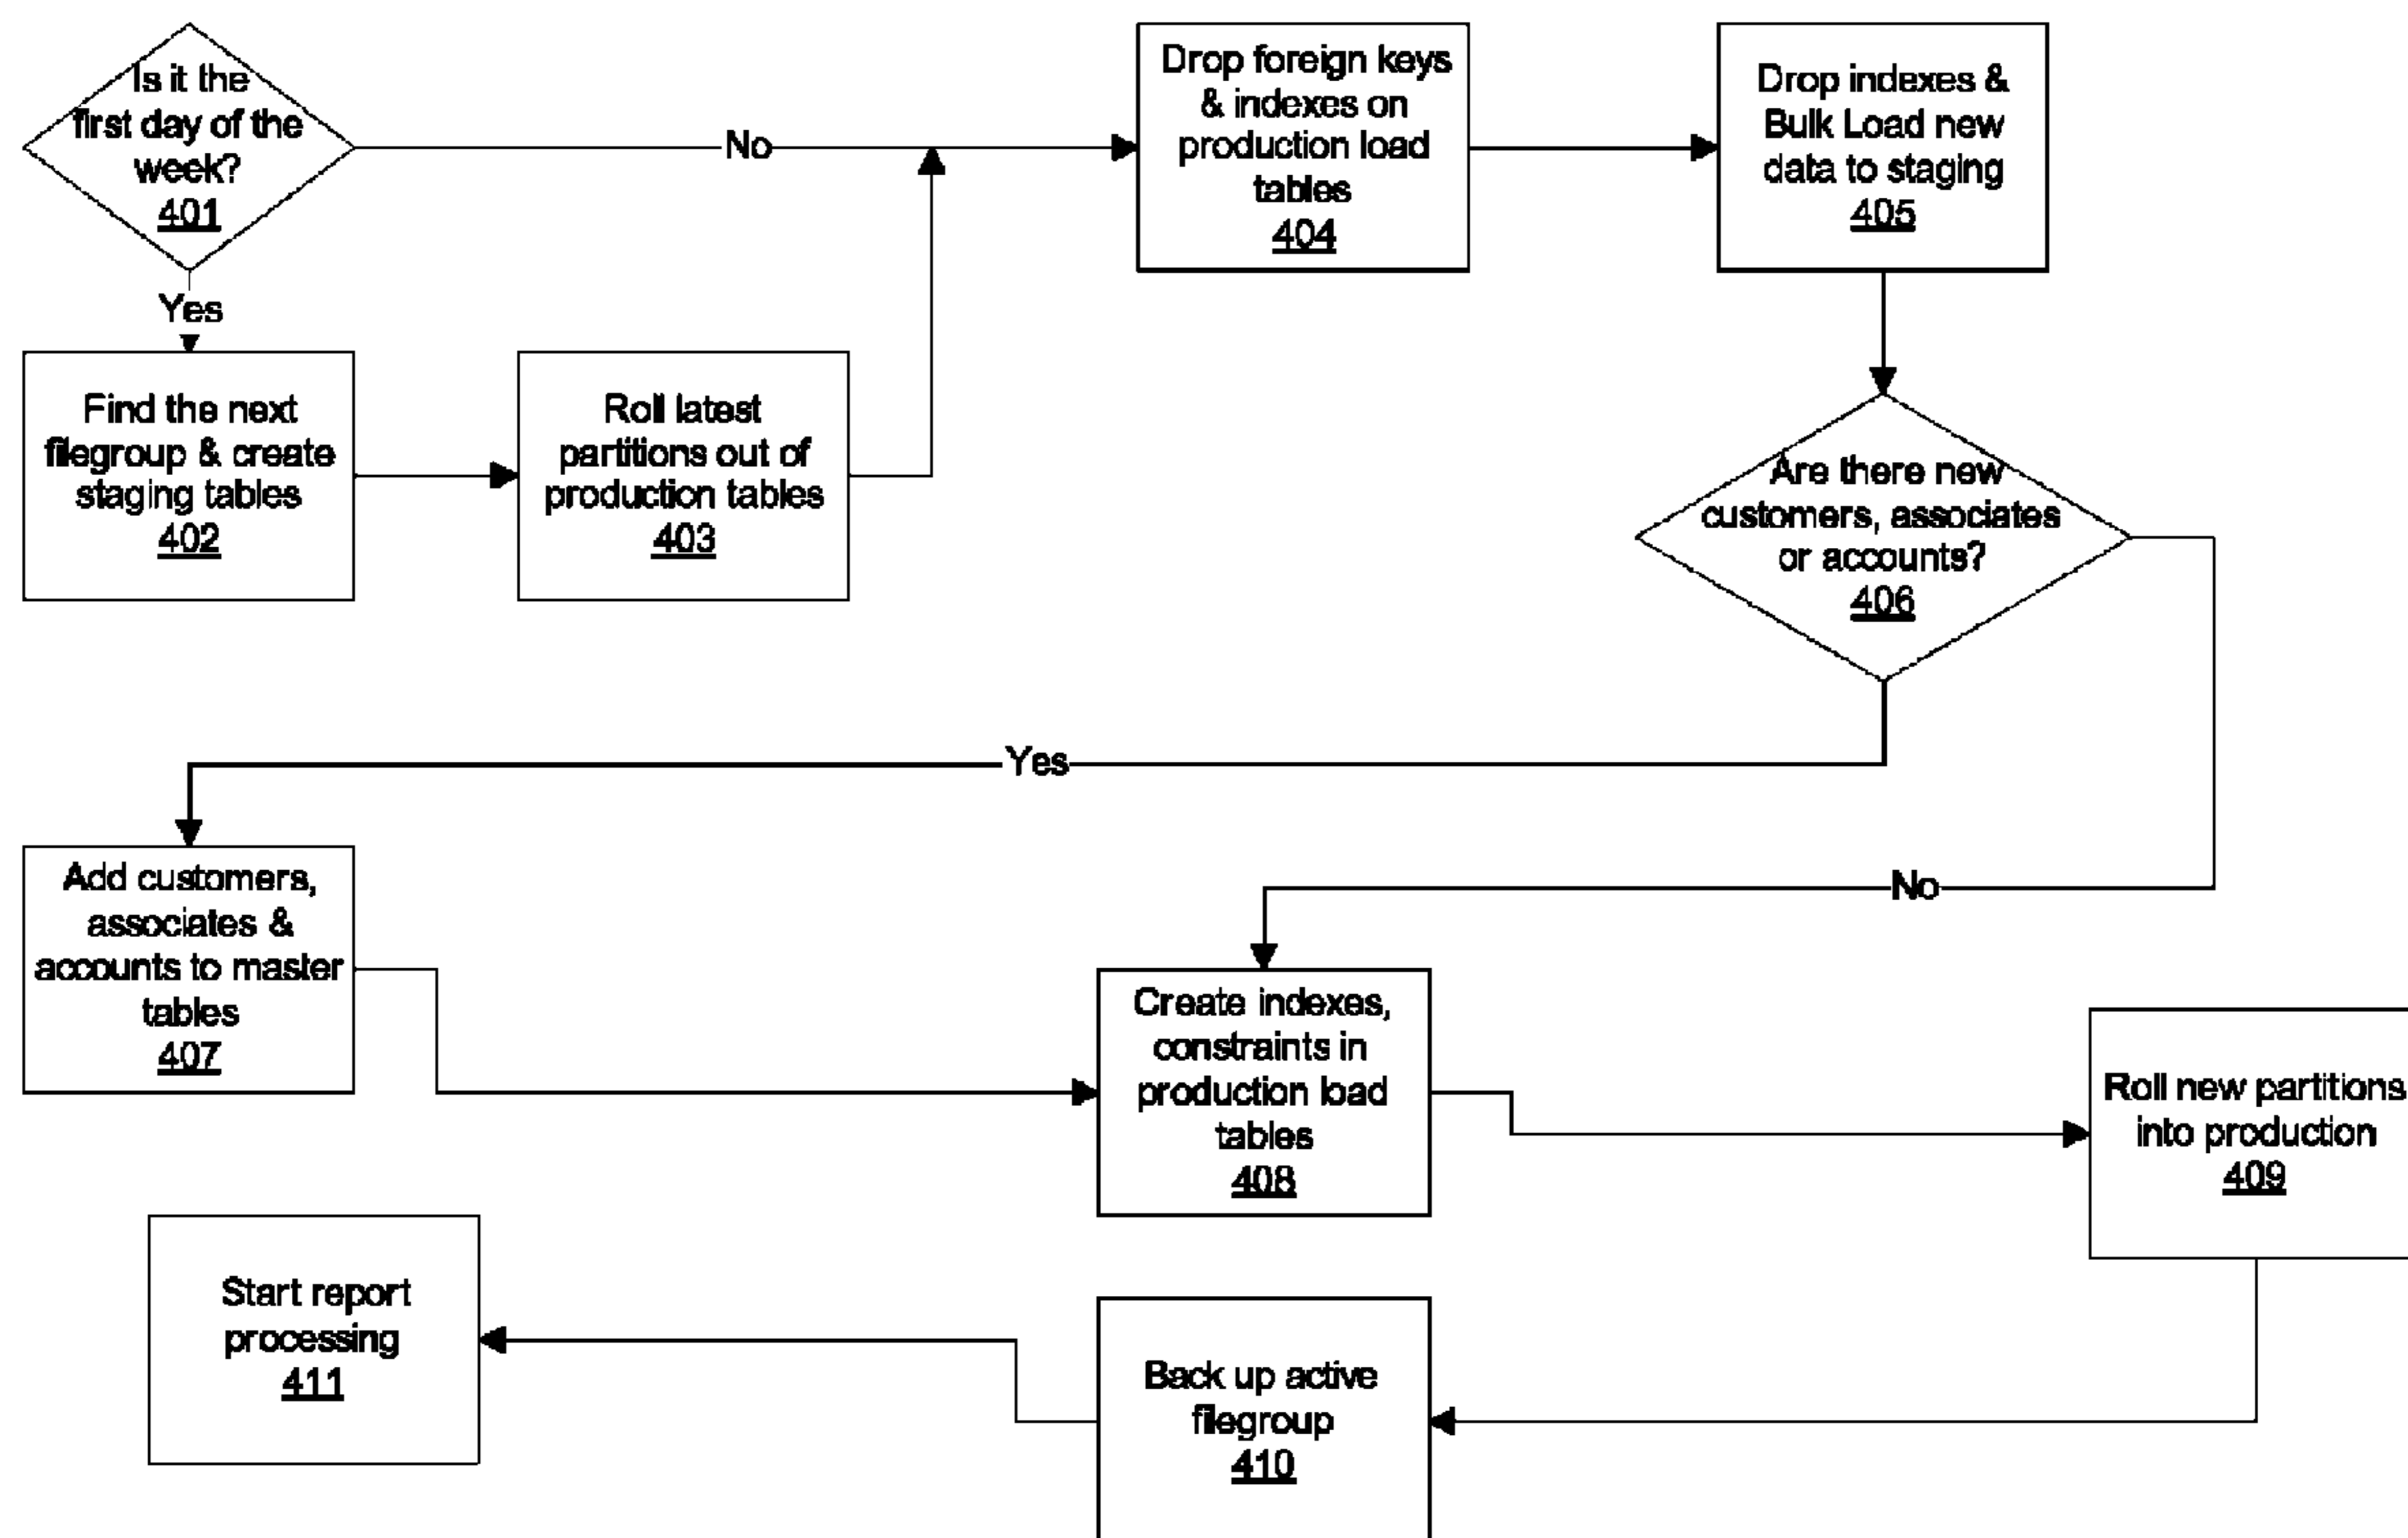 Is it the
first day of the
week?
401
No
Drop foreign keys
& indexes on
production load
tables
404
Drop indexes &
Bulk Load new
data to staging
405
Yes
Find the next
filegroup & create
staging tables
402
Roll latest
partitions out of
production tables
403
Are there new
customers, associates
or accounts?
406
Yes
Add customers,
associates &
accounts to master
tables
407
No
Create indexes,
constraints in
production load
tables
408
Roll new partitions
into production
409
Back up active
filegroup
410
Start report
processing
411